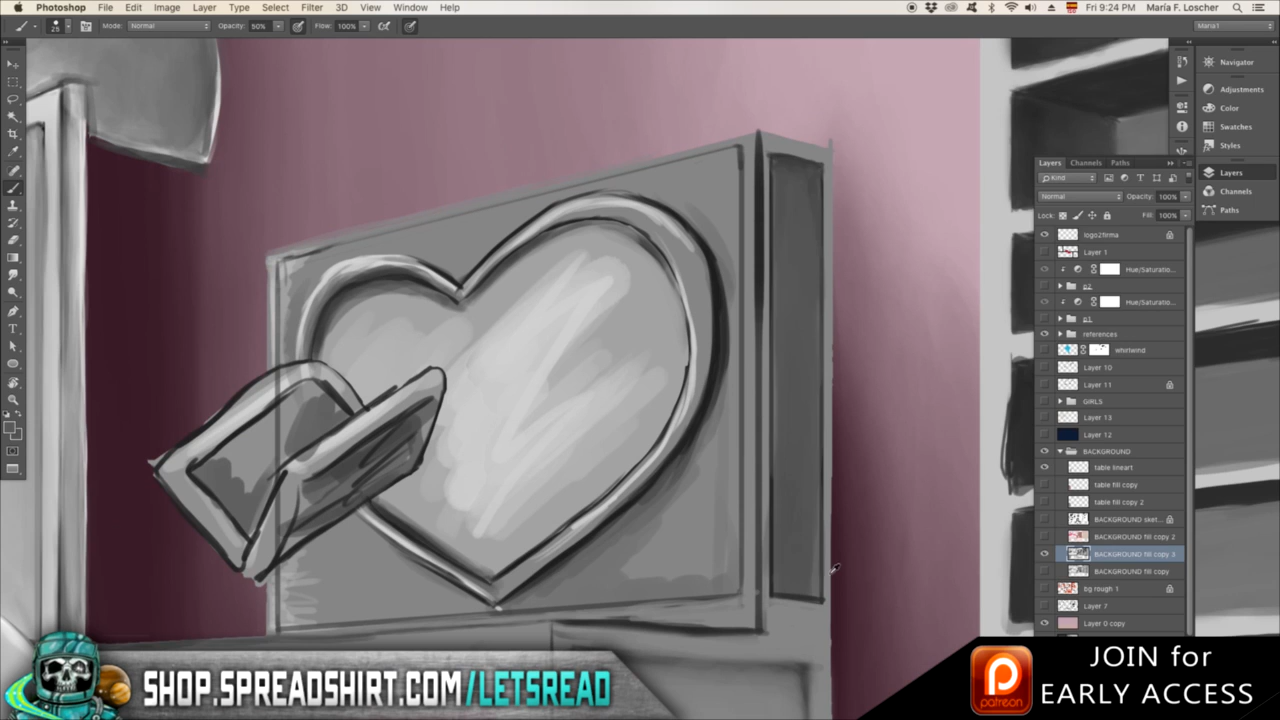 Photoshop File Edit Image Layer Type Select Filter 3D View Window Help
Fri 9:24 PM María F. Loscher
25 Mode: Normal Opacity: 50% Flow: 100% Maria1
Navigator
Adjustments
Color
Swatches
Styles
Layers
Channels
Paths
Layers Channels Paths
Kind
Normal Opacity: 100%
Lock: Fill: 100%
logo2firma
Layer 1
Hue/Saturatio...
p2
Hue/Saturatio...
p1
references
whirlwind
Layer 10
Layer 11
GIRLS
Layer 13
Layer 12
BACKGROUND
table lineart
table fill copy
table fill copy 2
BACKGROUND sket...
BACKGROUND fill copy 2
BACKGROUND fill copy 3
BACKGROUND fill copy
bg rough 1
Layer 7
Layer 0 copy
SHOP.SPREADSHIRT.COM/LETSREAD
patreon
JOIN for
EARLY ACCESS